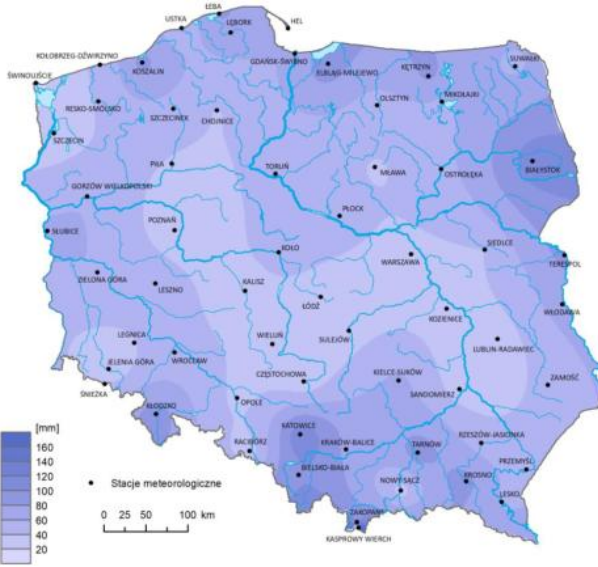 ŁEBA
USTKA
LĘBORK
HEL
KOŁOBRZEG-DŹWIRZYNO
KOSZALIN
GDAŃSK-ŚWIBNO
ELBLĄG-MILEJEWO
KĘTRZYN
SUWAŁKI
ŚWINOUJŚCIE
RESKO-SMÓLSKO
SZCZECINEK
CHOJNICE
OLSZTYN
MIKOŁAJKI
SZCZECIN
PIŁA
TORUŃ
MŁAWA
OSTROŁĘKA
BIAŁYSTOK
GORZÓW WIELKOPOLSKI
PŁOCK
SŁUBICE
POZNAŃ
KOŁO
WARSZAWA
SIEDLCE
TERESPOL
ZIELONA GÓRA
LESZNO
KALISZ
ŁÓDŹ
KOZIENICE
WŁODAWA
LEGNICA
WIELUŃ
SULEJÓW
LUBLIN-RADAWIEC
JELENIA GÓRA
WROCŁAW
CZĘSTOCHOWA
KIELCE-SUKÓW
ZAMOŚĆ
ŚNIEŻKA
OPOLE
SANDOMIERZ
KŁODZKO
KATOWICE
RACIBÓRZ
KRAKÓW-BALICE
TARNÓW
RZESZÓW-JASIONKA
PRZEMYŚL
BIELSKO-BIAŁA
NOWY SĄCZ
KROSNO
LESKO
ZAKOPANE
KASPROWY WIERCH
[mm]
160
140
120
100
80
60
40
20
Stacje meteorologiczne
0 50 100 km